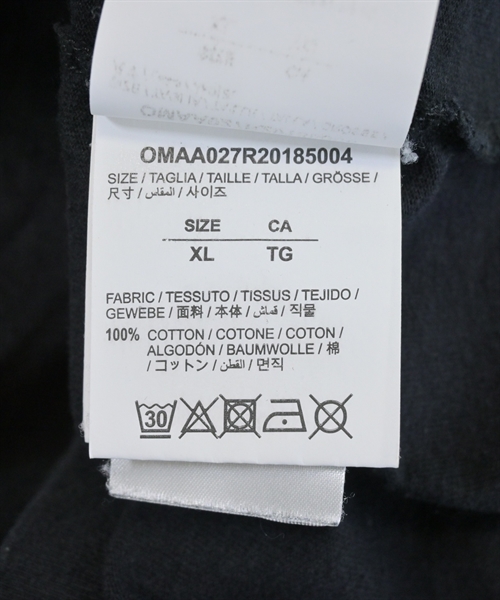 OMAA027R20185004
SIZE / TAGLIA / TAILLE / TALLA / GRÖSSE /
尺寸 / المقاس / 사이즈
SIZE CA
XL TG
FABRIC / TESSUTO / TISSUS / TEJIDO /
GEWEBE / 面料 / 本体 / قماش / 직물
100% COTTON / COTONE / COTON /
ALGODÓN / BAUMWOLLE / 棉
/ コットン / القطن / 면직
30